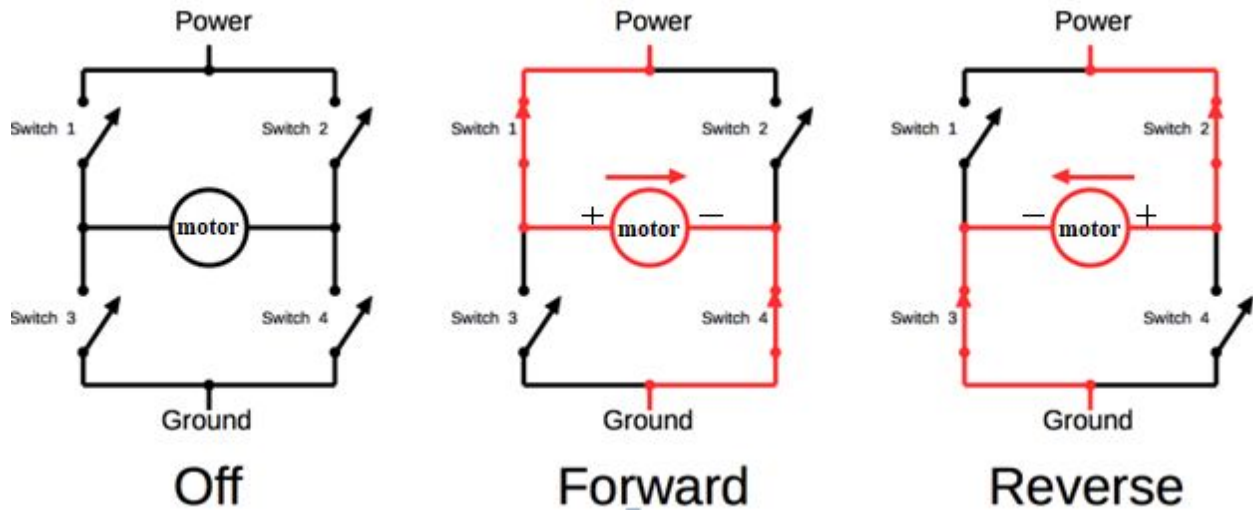 Power
Switch 1
Switch 2
motor
Switch 3
Switch 4
Ground
Off
Power
Switch 1
Switch 2
+ motor −
Switch 3
Switch 4
Ground
Forward
Power
Switch 1
Switch 2
− motor +
Switch 3
Switch 4
Ground
Reverse